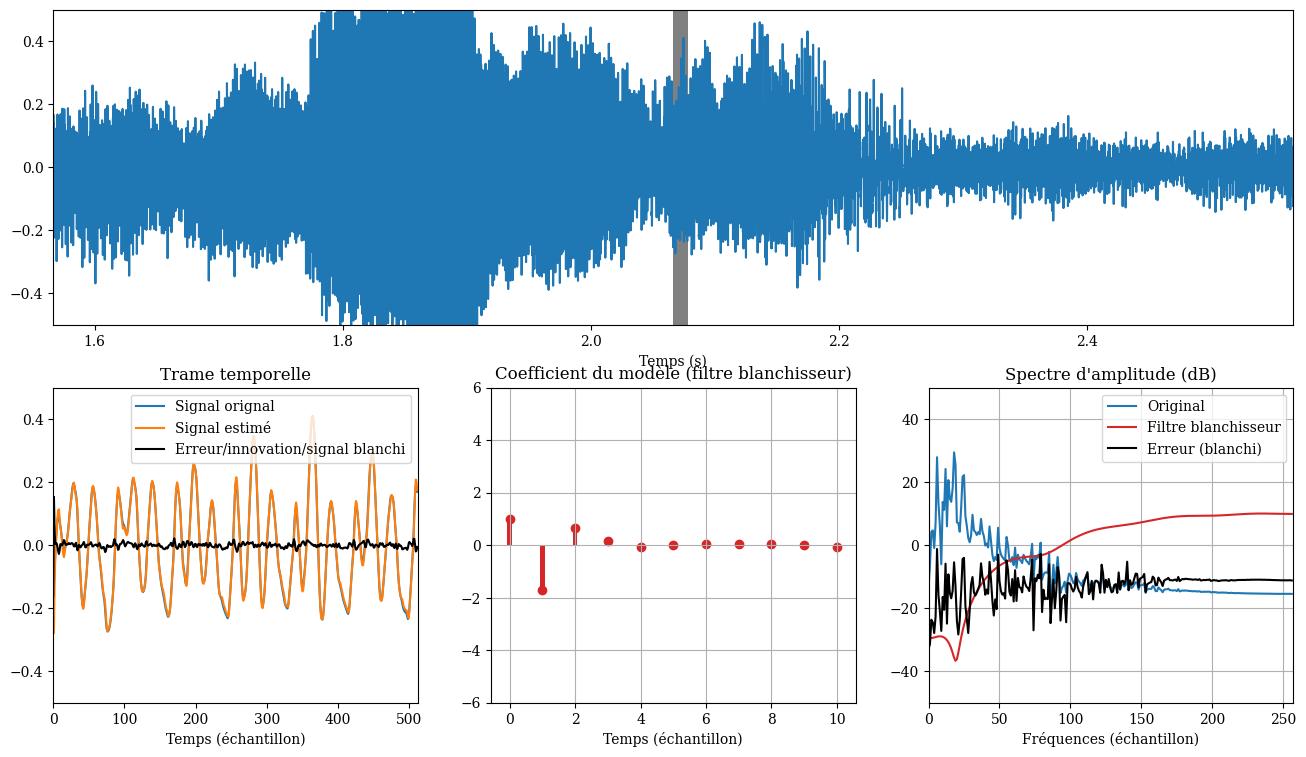 0.4
0.2
0.0
−0.2
−0.4
1.6 1.8 2.0 2.2 2.4
Temps (s)
Trame temporelle
Signal orignal
Signal estimé
Erreur/innovation/signal blanchi
0.4
0.2
0.0
−0.2
−0.4
0 100 200 300 400 500
Temps (échantillon)
Coefficient du modèle (filtre blanchisseur)
6
4
2
0
−2
−4
−6
0 2 4 6 8 10
Temps (échantillon)
Spectre d'amplitude (dB)
Original
Filtre blanchisseur
Erreur (blanchi)
40
20
0
−20
−40
0 50 100 150 200 250
Fréquences (échantillon)